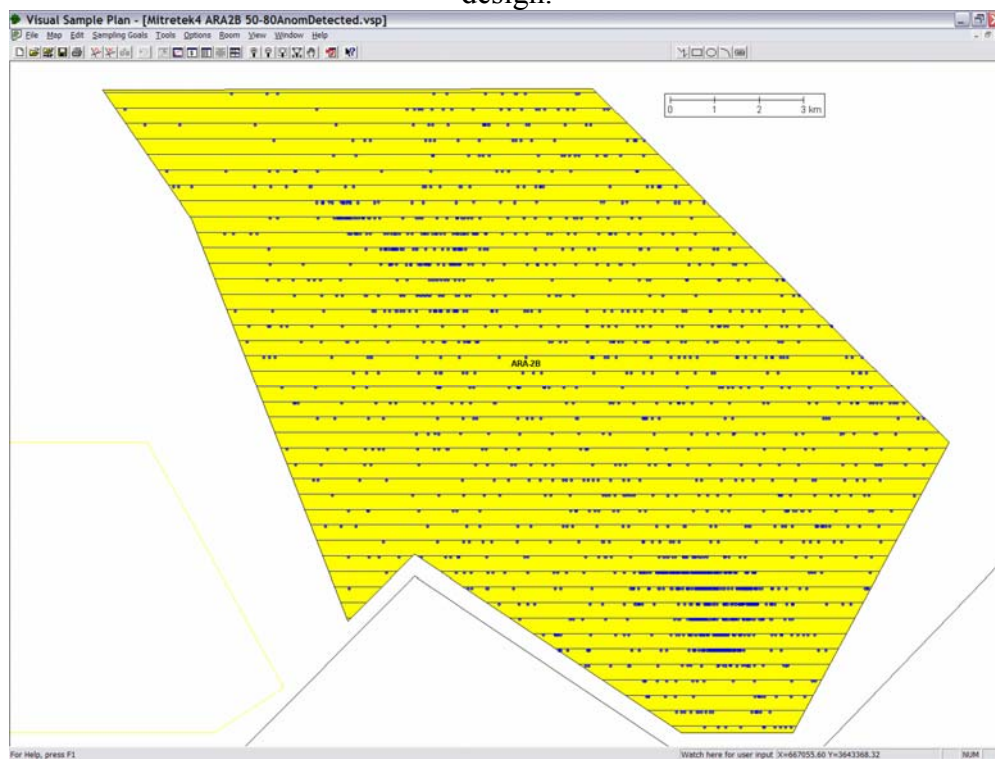 design.
Visual Sample Plan - [Mitretek4 ARA2B 50-80AnomDetected.vsp]
File Map Edit Sampling Goals Tools Options Room View Window Help
0 1 2 3 km
ARA-2B
For Help, press F1 Watch here for user input X=667055.60 Y=3643368.32 NUM